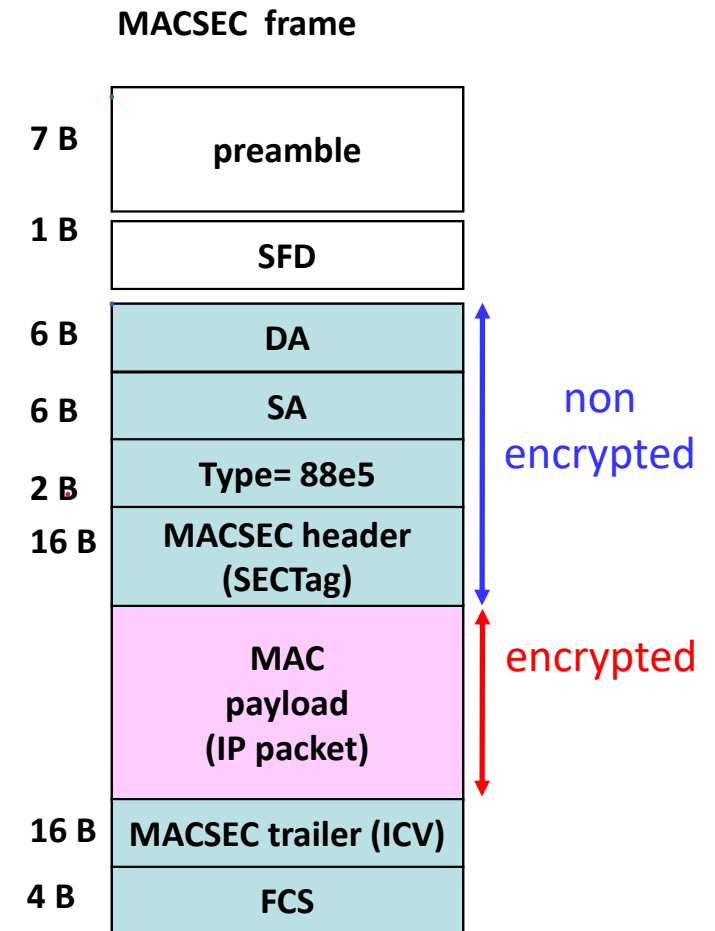 MACSEC frame
7 B
preamble
1 B
SFD
6 B
DA
6 B
SA
2 B
Type= 88e5
16 B
MACSEC header
(SECTag)
non
encrypted
MAC
payload
(IP packet)
encrypted
16 B
MACSEC trailer (ICV)
4 B
FCS